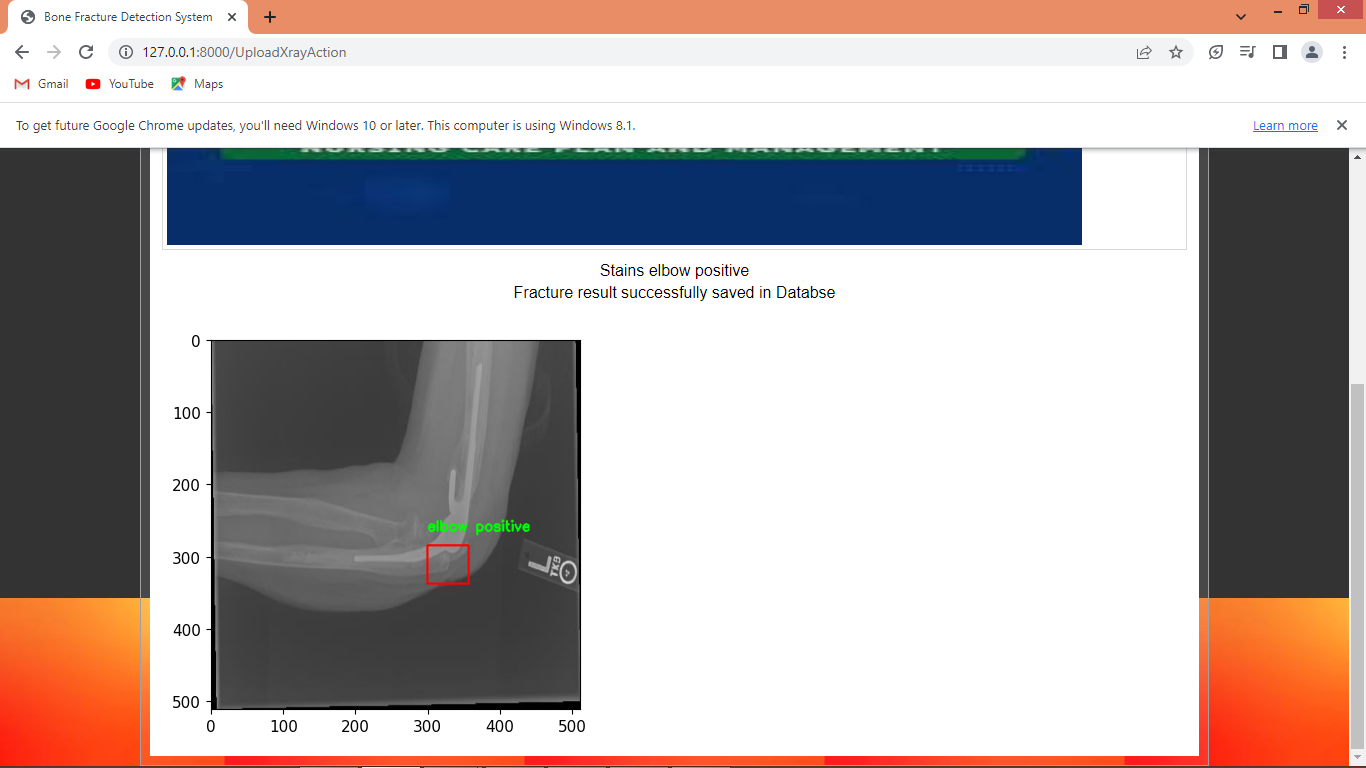 Bone Fracture Detection System
127.0.0.1:8000/UploadXrayAction
Gmail YouTube Maps
To get future Google Chrome updates, you'll need Windows 10 or later. This computer is using Windows 8.1. Learn more
NURSING CARE PLAN AND MANAGEMENT
Stains elbow positive
Fracture result successfully saved in Databse
0
100
200
elbow positive
300
L TKB
400
500
0 100 200 300 400 500